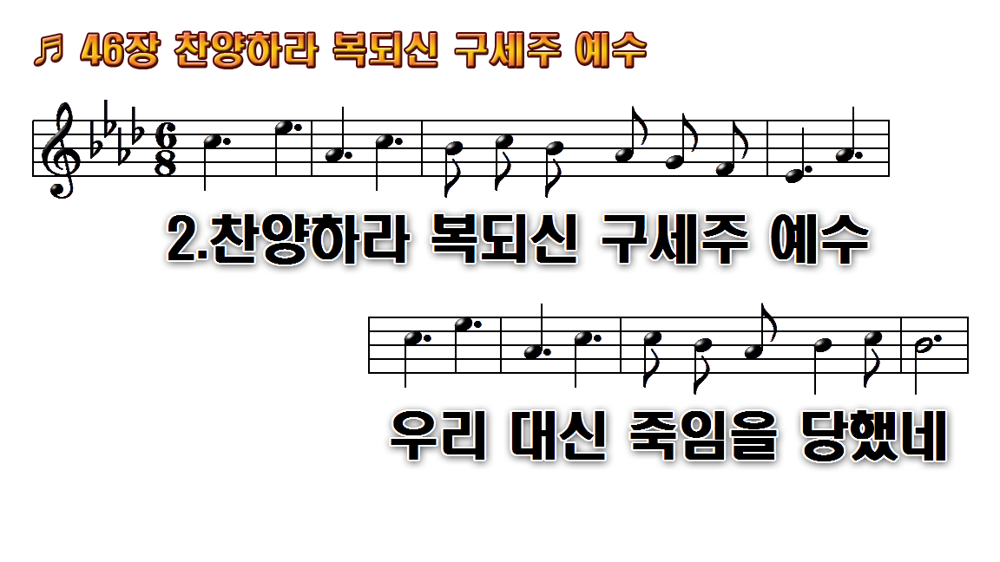 ♬ 46장 찬양하라 복되신 구세주 예수
6
8
2.찬양하라 복되신 구세주 예수
우리 대신 죽임을 당했네